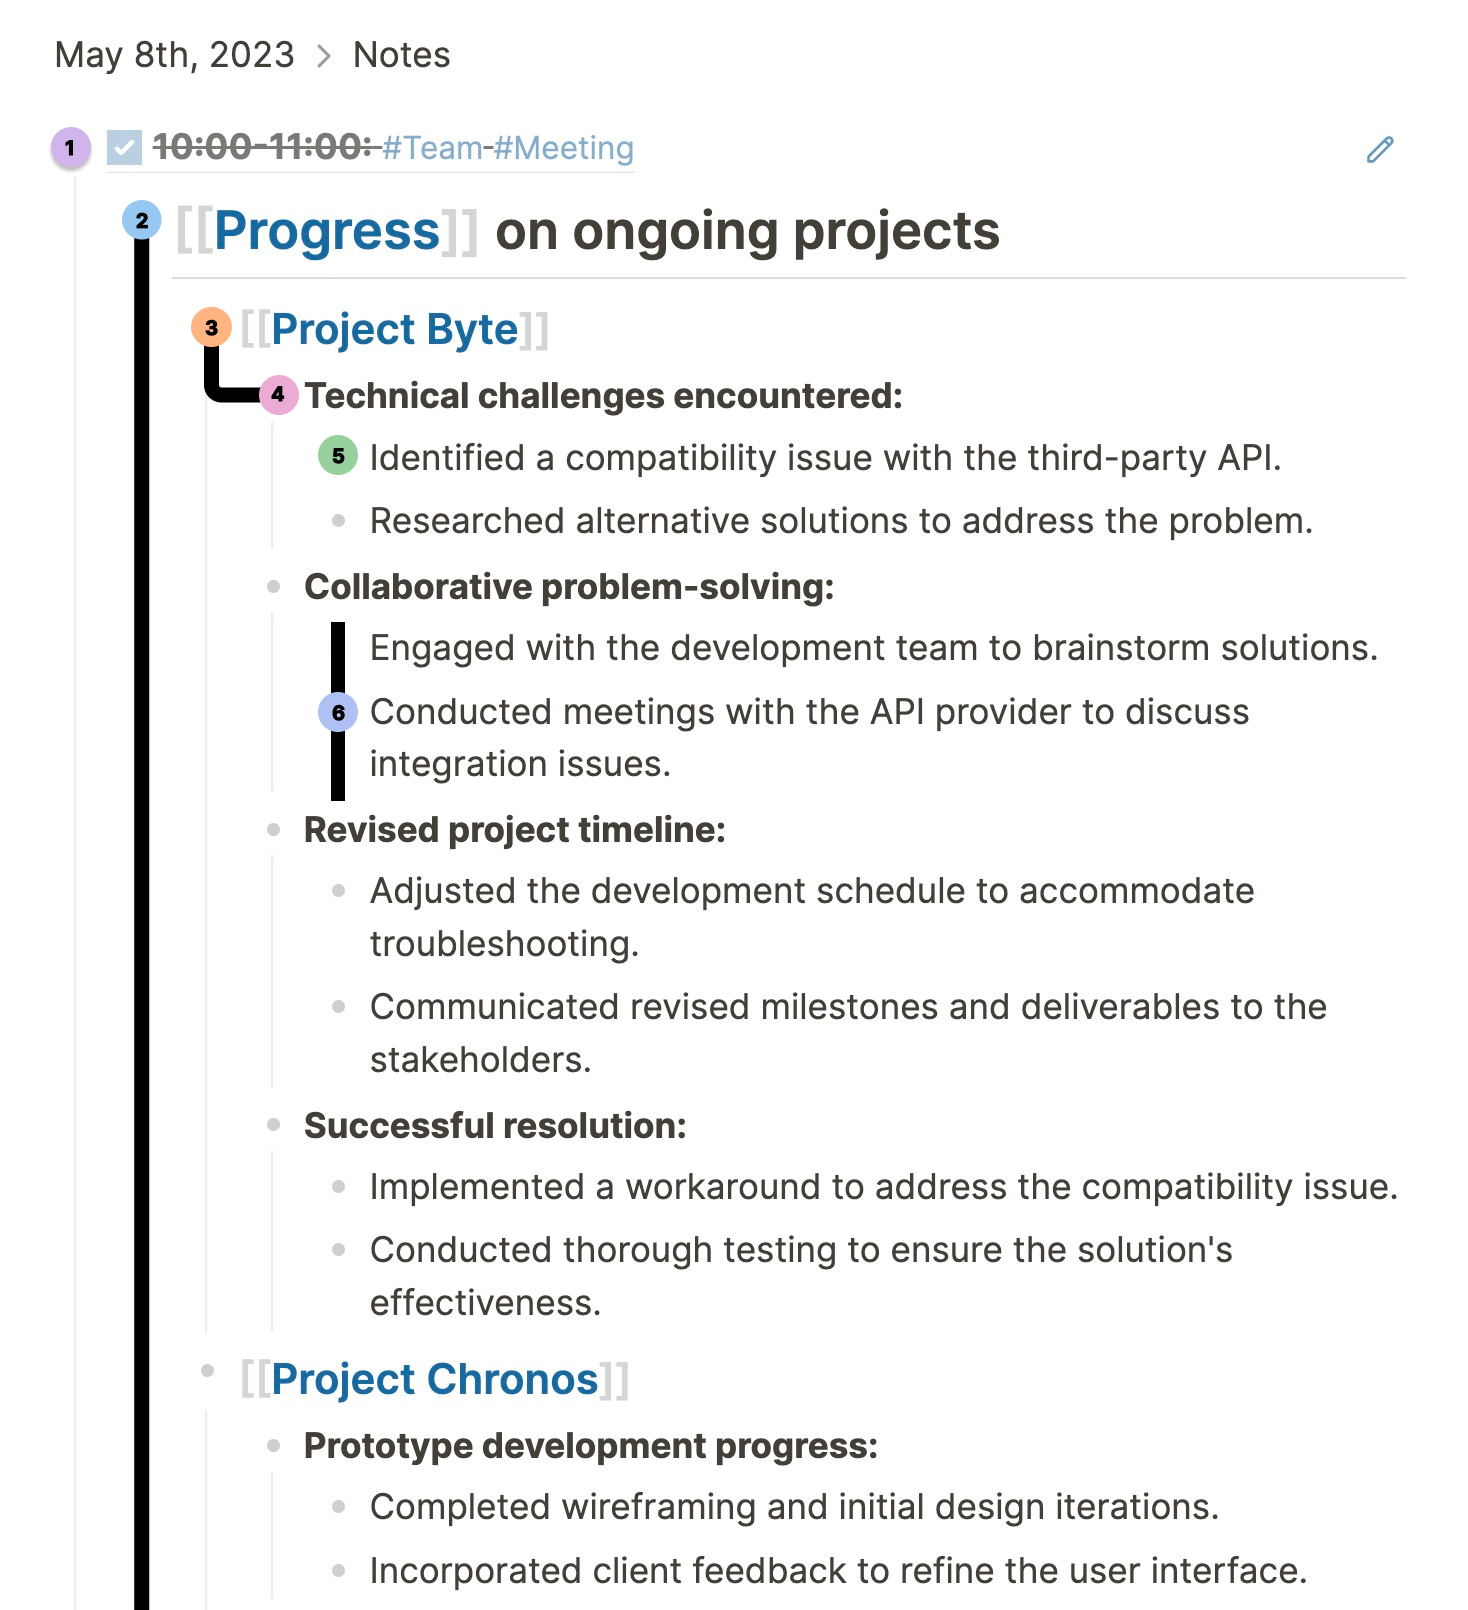 May 8th, 2023 > Notes
1 10:00-11:00: #Team #Meeting
2 [[Progress]] on ongoing projects
3 [[Project Byte]]
4 Technical challenges encountered:
5 Identified a compatibility issue with the third-party API.
Researched alternative solutions to address the problem.
Collaborative problem-solving:
Engaged with the development team to brainstorm solutions.
6 Conducted meetings with the API provider to discuss
integration issues.
Revised project timeline:
Adjusted the development schedule to accommodate
troubleshooting.
Communicated revised milestones and deliverables to the
stakeholders.
Successful resolution:
Implemented a workaround to address the compatibility issue.
Conducted thorough testing to ensure the solution's
effectiveness.
[[Project Chronos]]
Prototype development progress:
Completed wireframing and initial design iterations.
Incorporated client feedback to refine the user interface.